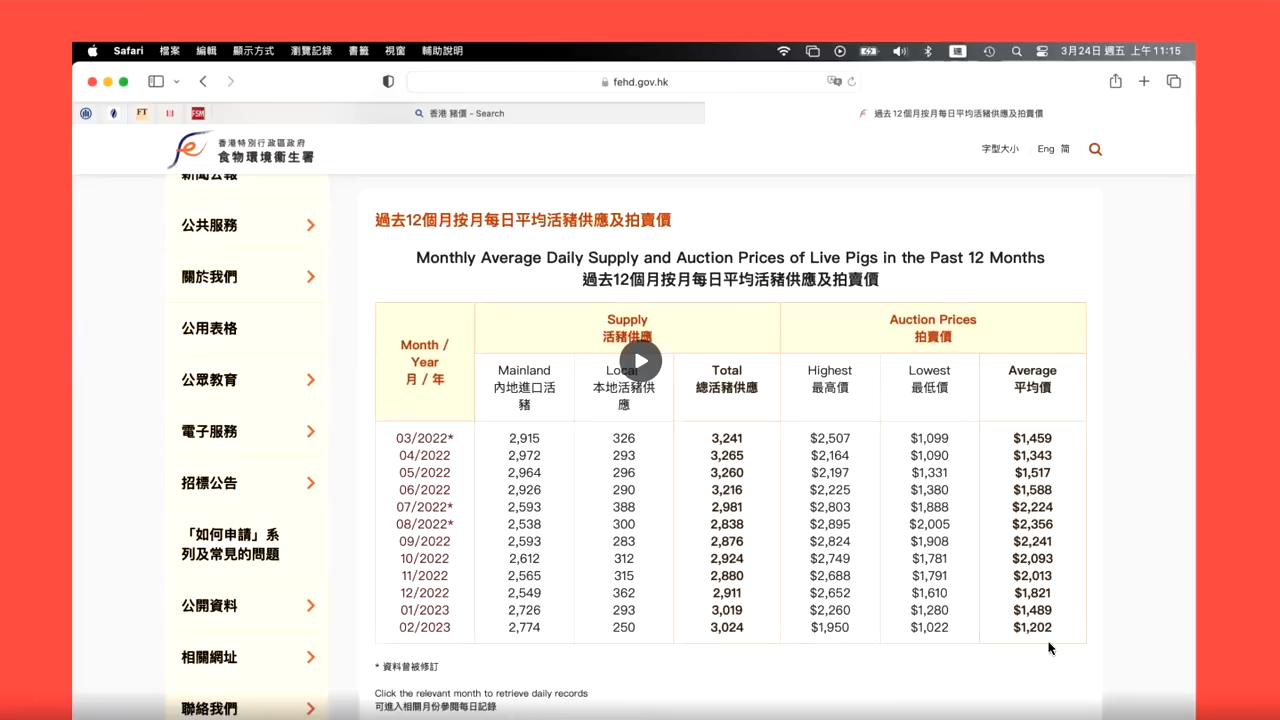 Safari 檔案 編輯 顯示方式 瀏覽記錄 書籤 視窗 輔助說明 3月24日 週五 上午11:15
fehd.gov.hk
FT FSM 香港 豬價 - Search 過去12個月按月每日平均活豬供應及拍賣價
香港特別行政區政府
食物環境衞生署
字型大小 Eng 简
新聞公報
公共服務
關於我們
公用表格
公眾教育
電子服務
招標公告
「如何申請」系
列及常見的問題
公開資料
相關網址
聯絡我們
過去12個月按月每日平均活豬供應及拍賣價
Monthly Average Daily Supply and Auction Prices of Live Pigs in the Past 12 Months
過去12個月按月每日平均活豬供應及拍賣價
Month /
Year
月 / 年
Supply
活豬供應
Auction Prices
拍賣價
Mainland
內地進口活
豬
本地活豬供
應
Total
總活豬供應
Highest
最高價
Lowest
最低價
Average
平均價
03/2022* 2,915 326 3,241 $2,507 $1,099 $1,459
04/2022 2,972 293 3,265 $2,164 $1,090 $1,343
05/2022 2,964 296 3,260 $2,197 $1,331 $1,517
06/2022 2,926 290 3,216 $2,225 $1,380 $1,588
07/2022* 2,593 388 2,981 $2,803 $1,888 $2,224
08/2022* 2,538 300 2,838 $2,895 $2,005 $2,356
09/2022 2,593 283 2,876 $2,824 $1,908 $2,241
10/2022 2,612 312 2,924 $2,749 $1,781 $2,093
11/2022 2,565 315 2,880 $2,688 $1,791 $2,013
12/2022 2,549 362 2,911 $2,652 $1,610 $1,821
01/2023 2,726 293 3,019 $2,260 $1,280 $1,489
02/2023 2,774 250 3,024 $1,950 $1,022 $1,202
* 資料曾被修訂
Click the relevant month to retrieve daily records
可進入相關月份參閱每日記錄